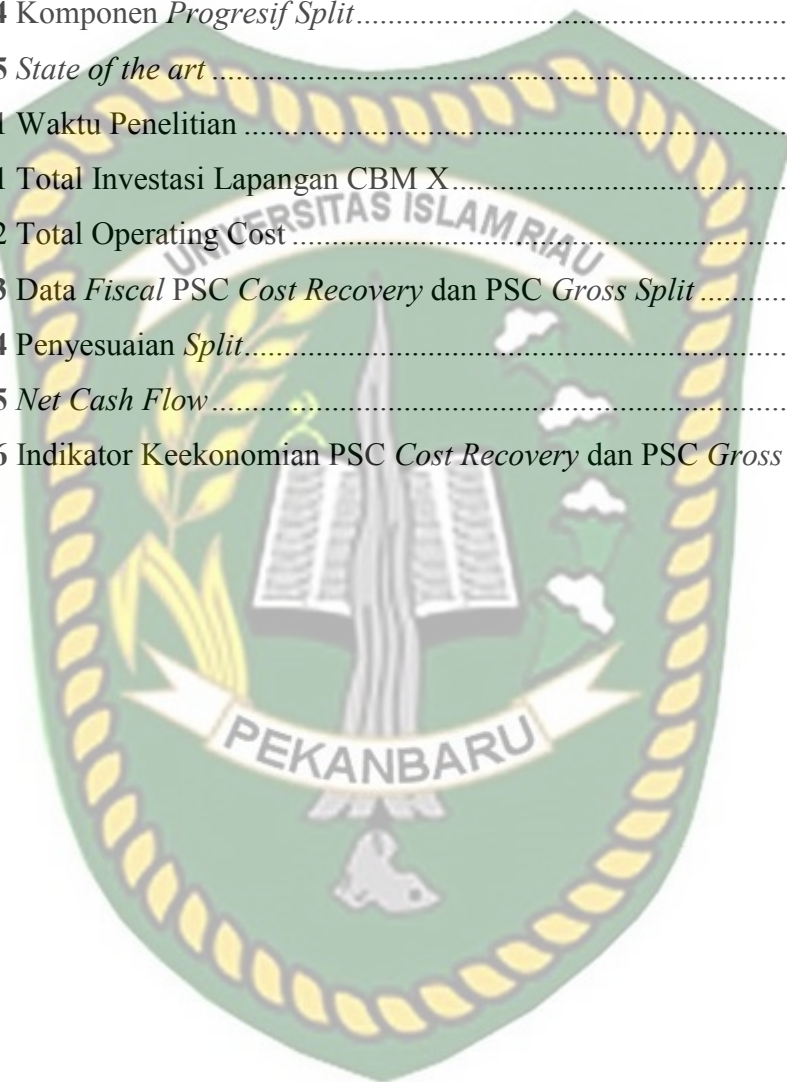 4 Komponen Progresif Split
5 State of the art
1 Waktu Penelitian
1 Total Investasi Lapangan CBM X
2 Total Operating Cost
3 Data Fiscal PSC Cost Recovery dan PSC Gross Split
4 Penyesuaian Split
5 Net Cash Flow
6 Indikator Keekonomian PSC Cost Recovery dan PSC Gross
UNIVERSITAS ISLAM RIAU
PEKANBARU